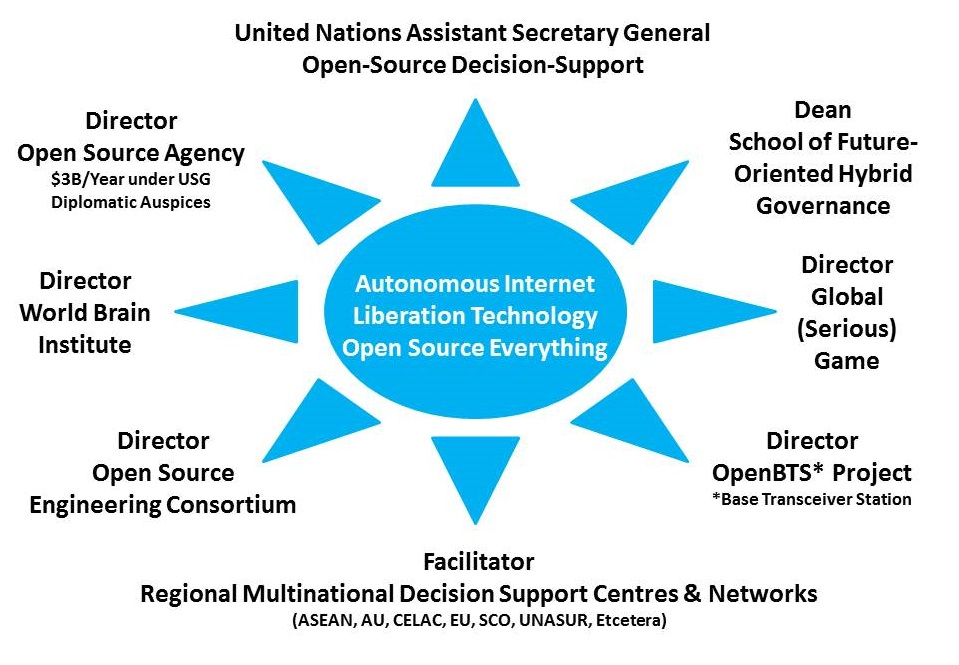 United Nations Assistant Secretary General
Open-Source Decision-Support
Director
Open Source Agency
$3B/Year under USG
Diplomatic Auspices
Dean
School of Future-
Oriented Hybrid
Governance
Director
World Brain
Institute
Autonomous Internet
Liberation Technology
Open Source Everything
Director
Global
(Serious)
Game
Director
Open Source
Engineering Consortium
Director
OpenBTS* Project
*Base Transceiver Station
Facilitator
Regional Multinational Decision Support Centres & Networks
(ASEAN, AU, CELAC, EU, SCO, UNASUR, Etcetera)